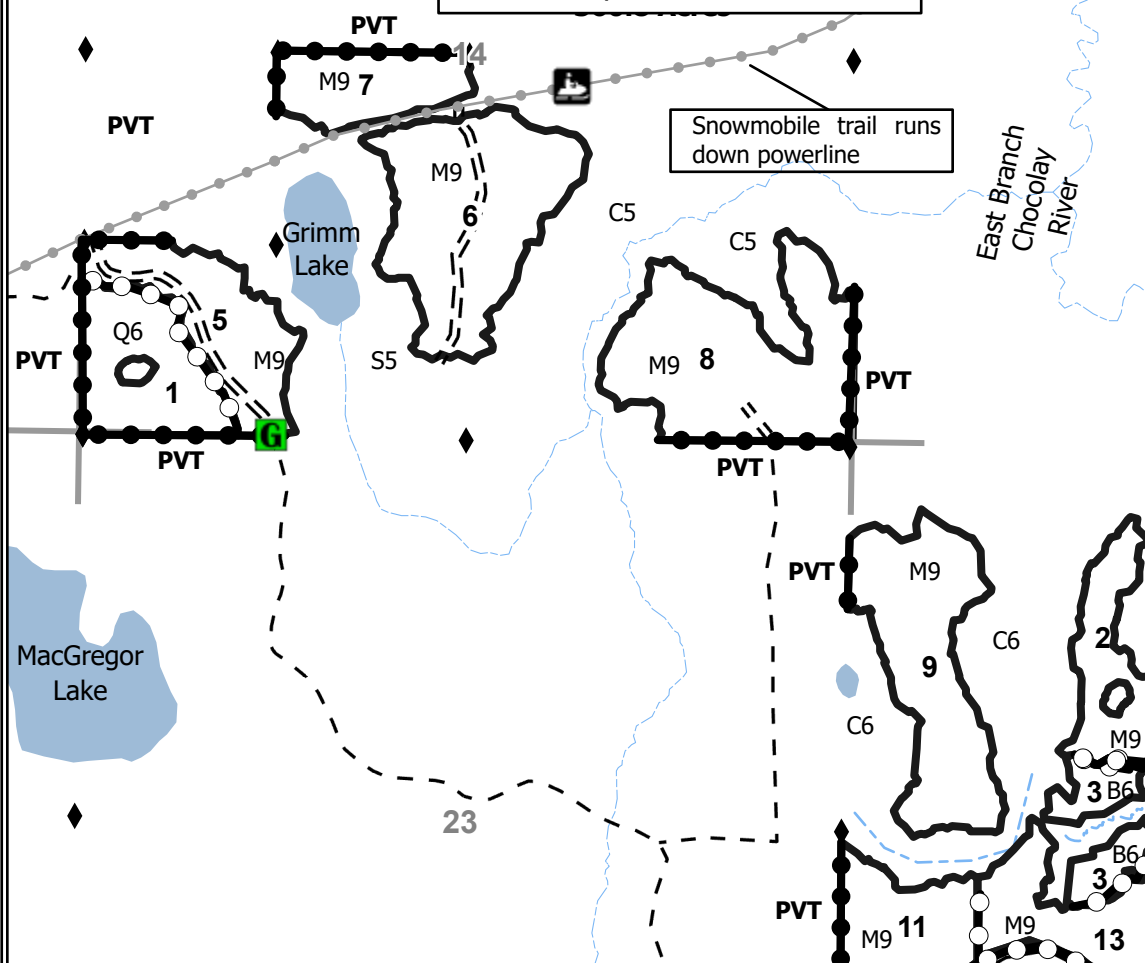 PVT
14
M9 7
PVT
Snowmobile trail runs
down powerline
M9
6
C5
C5
East Branch
Chocolay
River
Grimm
Lake
5
Q6
M9
S5
PVT
1
M9 8
PVT
G
PVT
PVT
PVT
M9
C6
2
9
MacGregor
Lake
C6
M9
3 B6
23
B6
3
PVT
M9 11
M9
13